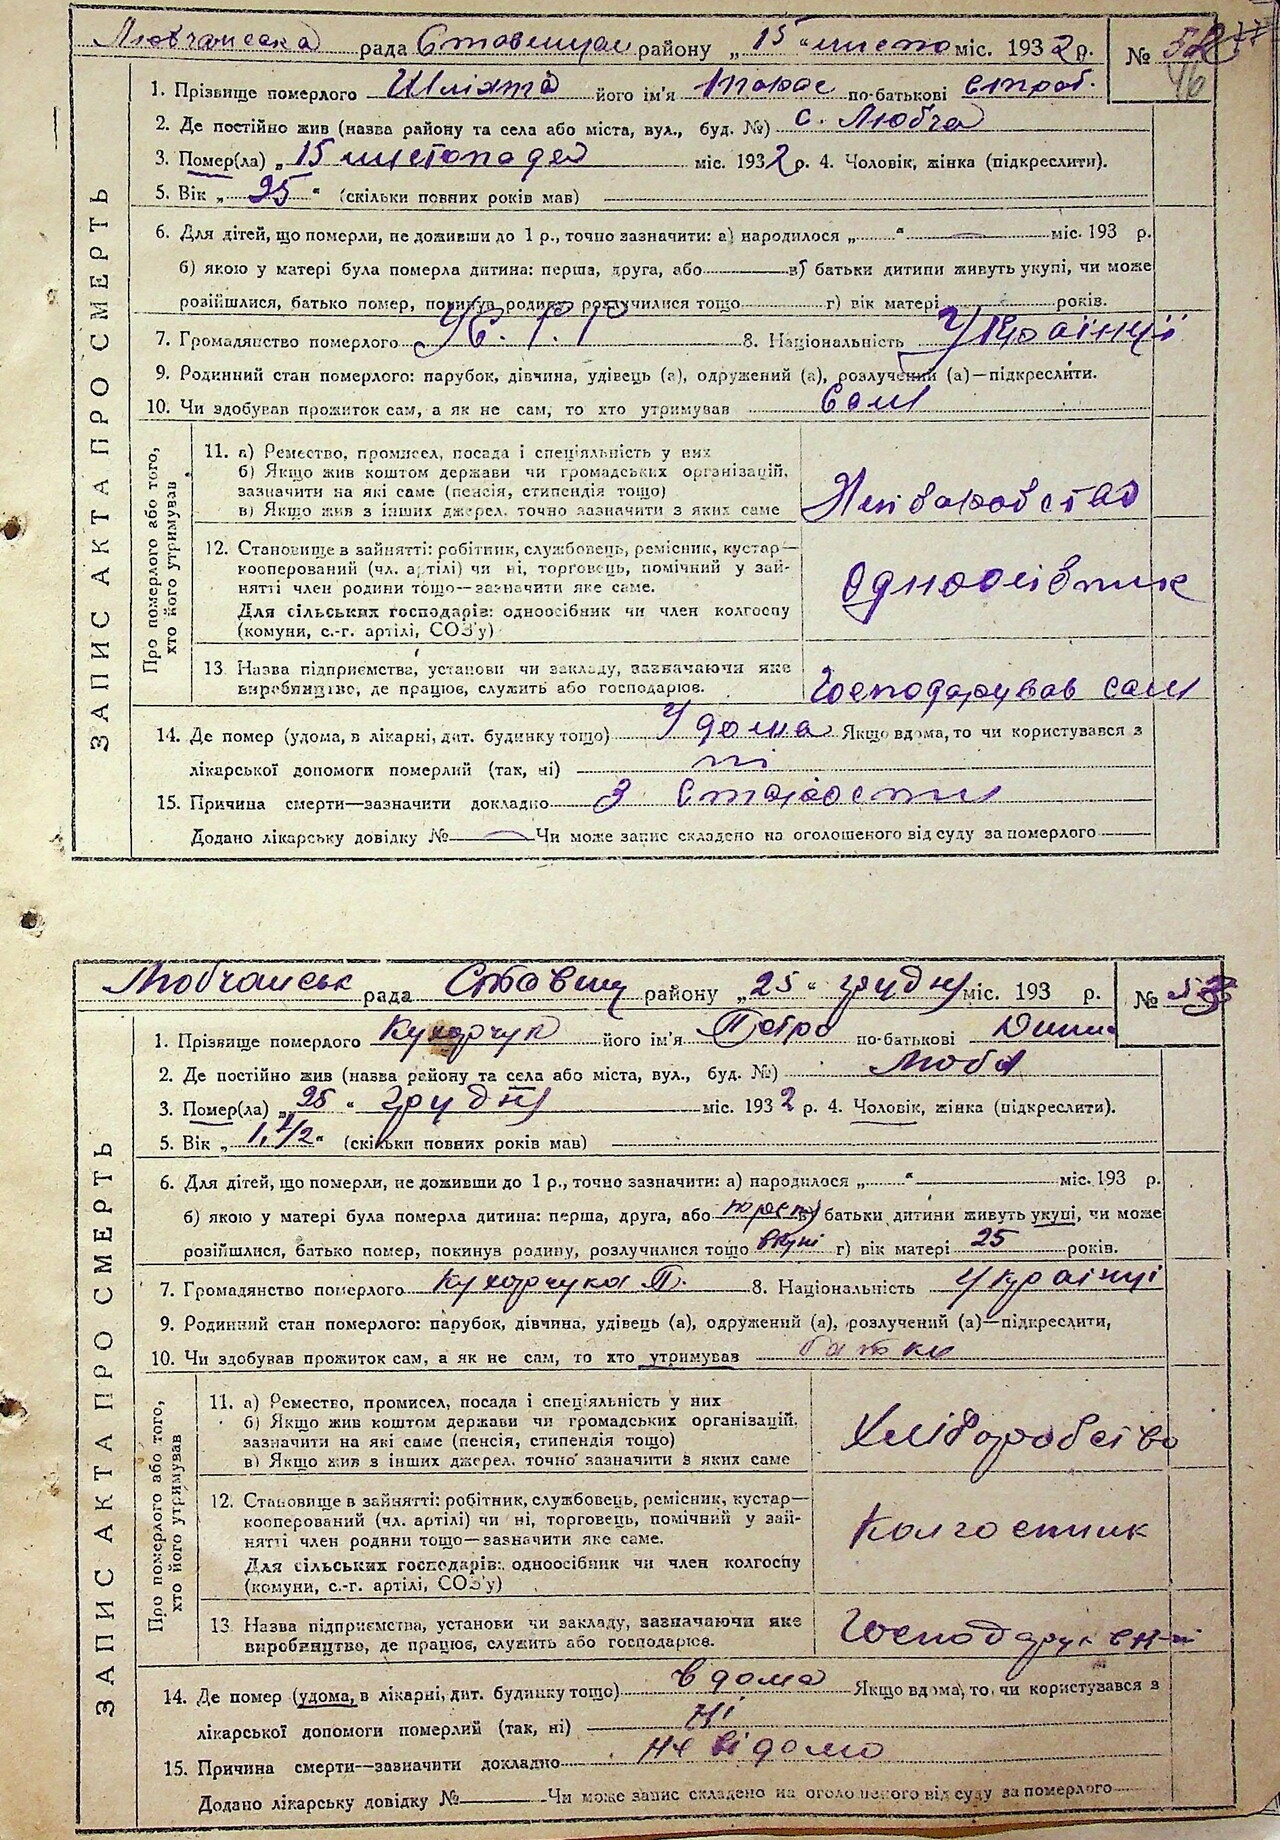 Любчанська рада Ставищан району „15“ листо міс. 1932 р. № 52
46
ЗАПИС АКТА ПРО СМЕРТЬ
1. Прізвище померлого Шляхта його ім'я Тарас по-батькові
2. Де постійно жив (назва району та села або міста, вул., буд. №) с. Любча
3. Помер(ла) „15 листопада міс. 1932 р. 4. Чоловік, жінка (підкреслити).
5. Вік „95“ (скільки повних років мав)
6. Для дітей, що померли, не доживши до 1 р., точно зазначити: а) народилося „ “ міс. 193 р.
б) якою у матері була померла дитина: перша, друга, або в) батьки дитини живуть укупі, чи може
розійшлися, батько помер, покинув родину, розлучилися тощо г) вік матері років.
7. Громадянство померлого 8. Національність Українці
9. Родинний стан померлого: парубок, дівчина, удівець (а), одружений (а), розлучений (а)—підкреслити.
10. Чи здобував прожиток сам, а як не сам, то хто утримував Сам
Про померлого або того, хто його утримував
11. а) Ремество, промисел, посада і спеціяльність у них
б) Якщо жив коштом держави чи громадських організацій,
зазначити на які саме (пенсія, стипендія тощо)
в) Якщо жив з інших джерел, точно зазначити з яких саме
Хліборобство
12. Становище в зайнятті: робітник, службовець, ремісник, кустар—
кооперований (чл. артілі) чи ні, торговець, помічний у зай-
нятті член родини тощо—зазначити яке саме.
Для сільських господарів: одноосібник чи член колгоспу
(комуни, с.-г. артілі, СОЗ'у)
Одноосібник
13. Назва підприємства, установи чи закладу, зазначаючи яке
виробництво, де працює, служить або господарює.
Господарував сам
14. Де помер (удома, в лікарні, дит. будинку тощо) У дома Якщо вдома, то чи користувався з
лікарської допомоги померлий (так, ні) ні
15. Причина смерти—зазначити докладно З старости
Додано лікарську довідку № Чи може запис складено на оголошеного від суду за померлого
Любчанськ рада Ставищ району „25“ грудня міс. 193 р. № 53
ЗАПИС АКТА ПРО СМЕРТЬ
1. Прізвище померлого Кухарчук його ім'я Петро по-батькові
2. Де постійно жив (назва району та села або міста, вул., буд. №) Люба
3. Помер(ла) „25“ грудня міс. 1932 р. 4. Чоловік, жінка (підкреслити).
5. Вік „1, 1/2“ (скільки повних років мав)
6. Для дітей, що померли, не доживши до 1 р., точно зазначити: а) народилося „ “ міс. 193 р.
б) якою у матері була померла дитина: перша, друга, або в) батьки дитини живуть укупі, чи може
розійшлися, батько помер, покинув родину, розлучилися тощо вкупі г) вік матері 25 років.
7. Громадянство померлого Кухарчука П. 8. Національність Українці
9. Родинний стан померлого: парубок, дівчина, удівець (а), одружений (а), розлучений (а)—підкреслити,
10. Чи здобував прожиток сам, а як не сам, то хто утримував батьки
Про померлого або того, хто його утримував
11. а) Ремество, промисел, посада і спеціяльність у них
б) Якщо жив коштом держави чи громадських організацій,
зазначити на які саме (пенсія, стипендія тощо)
в) Якщо жив з інших джерел, точно зазначити з яких саме
Хліборобство
12. Становище в зайнятті: робітник, службовець, ремісник, кустар—
кооперований (чл. артілі) чи ні, торговець, помічний у зай-
нятті член родини тощо—зазначити яке саме.
Для сільських господарів: одноосібник чи член колгоспу
(комуни, с.-г. артілі, СОЗ'у)
Колгоспник
13. Назва підприємства, установи чи закладу, зазначаючи яке
виробництво, де працює, служить або господарює.
14. Де помер (удома, в лікарні, дит. будинку тощо) вдома Якщо вдома, то чи користувався з
лікарської допомоги померлий (так, ні) Ні
15. Причина смерти—зазначити докладно Не відомо
Додано лікарську довідку № Чи може запис складено на оголошеного від суду за померлого